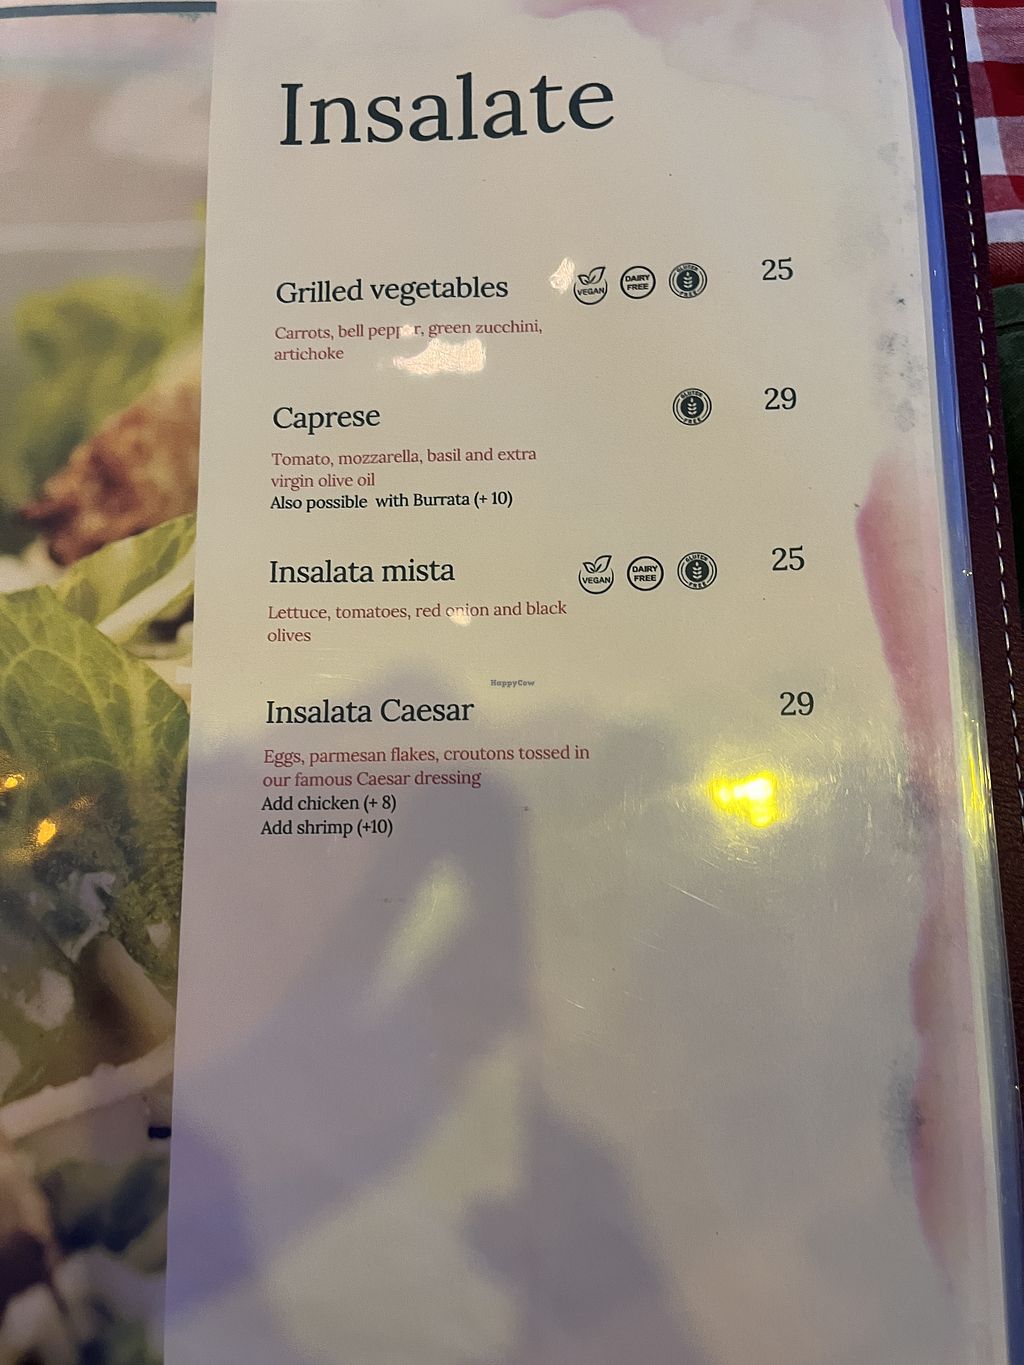 Insalate
Grilled vegetables VEGAN DAIRY FREE GLUTEN FREE 25
Carrots, bell pepper, green zucchini,
artichoke
Caprese GLUTEN FREE 29
Tomato, mozzarella, basil and extra
virgin olive oil
Also possible with Burrata (+ 10)
Insalata mista VEGAN DAIRY FREE GLUTEN FREE 25
Lettuce, tomatoes, red onion and black
olives
HappyCow
Insalata Caesar 29
Eggs, parmesan flakes, croutons tossed in
our famous Caesar dressing
Add chicken (+ 8)
Add shrimp (+10)